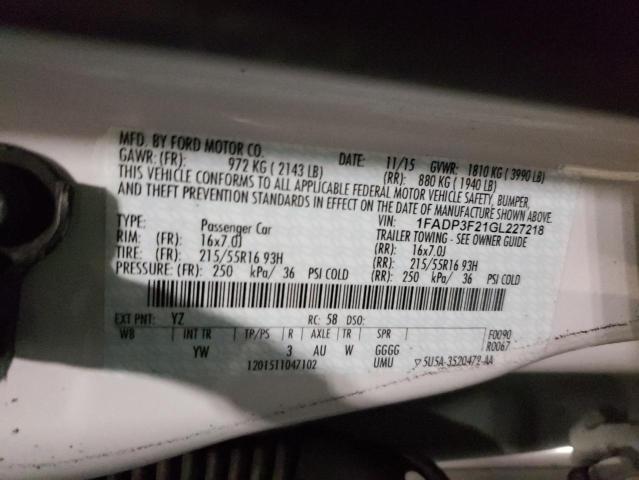 MFD. BY FORD MOTOR CO.
DATE: 11/15 GVWR: 1810 KG ( 3990 LB)
GAWR: (FR): 972 KG ( 2143 LB) (RR): 880 KG ( 1940 LB)
THIS VEHICLE CONFORMS TO ALL APPLICABLE FEDERAL MOTOR VEHICLE SAFETY, BUMPER,
AND THEFT PREVENTION STANDARDS IN EFFECT ON THE DATE OF MANUFACTURE SHOWN ABOVE.
VIN: 1FADP3F21GL227218
TYPE: Passenger Car TRAILER TOWING - SEE OWNER GUIDE
RIM: (FR): 16x7.0J (RR): 16x7.0J
TIRE: (FR): 215/55R16 93H (RR): 215/55R16 93H
PRESSURE: (FR): 250 kPa/ 36 PSI COLD (RR): 250 kPa/ 36 PSI COLD
EXT PNT: YZ RC: 58 DSO:
WB INT TR TP/PS R AXLE TR SPR F0090
YW 3 AU W GGGG R0067
1201511047102 UMU ▽5U5A-3520472-AA